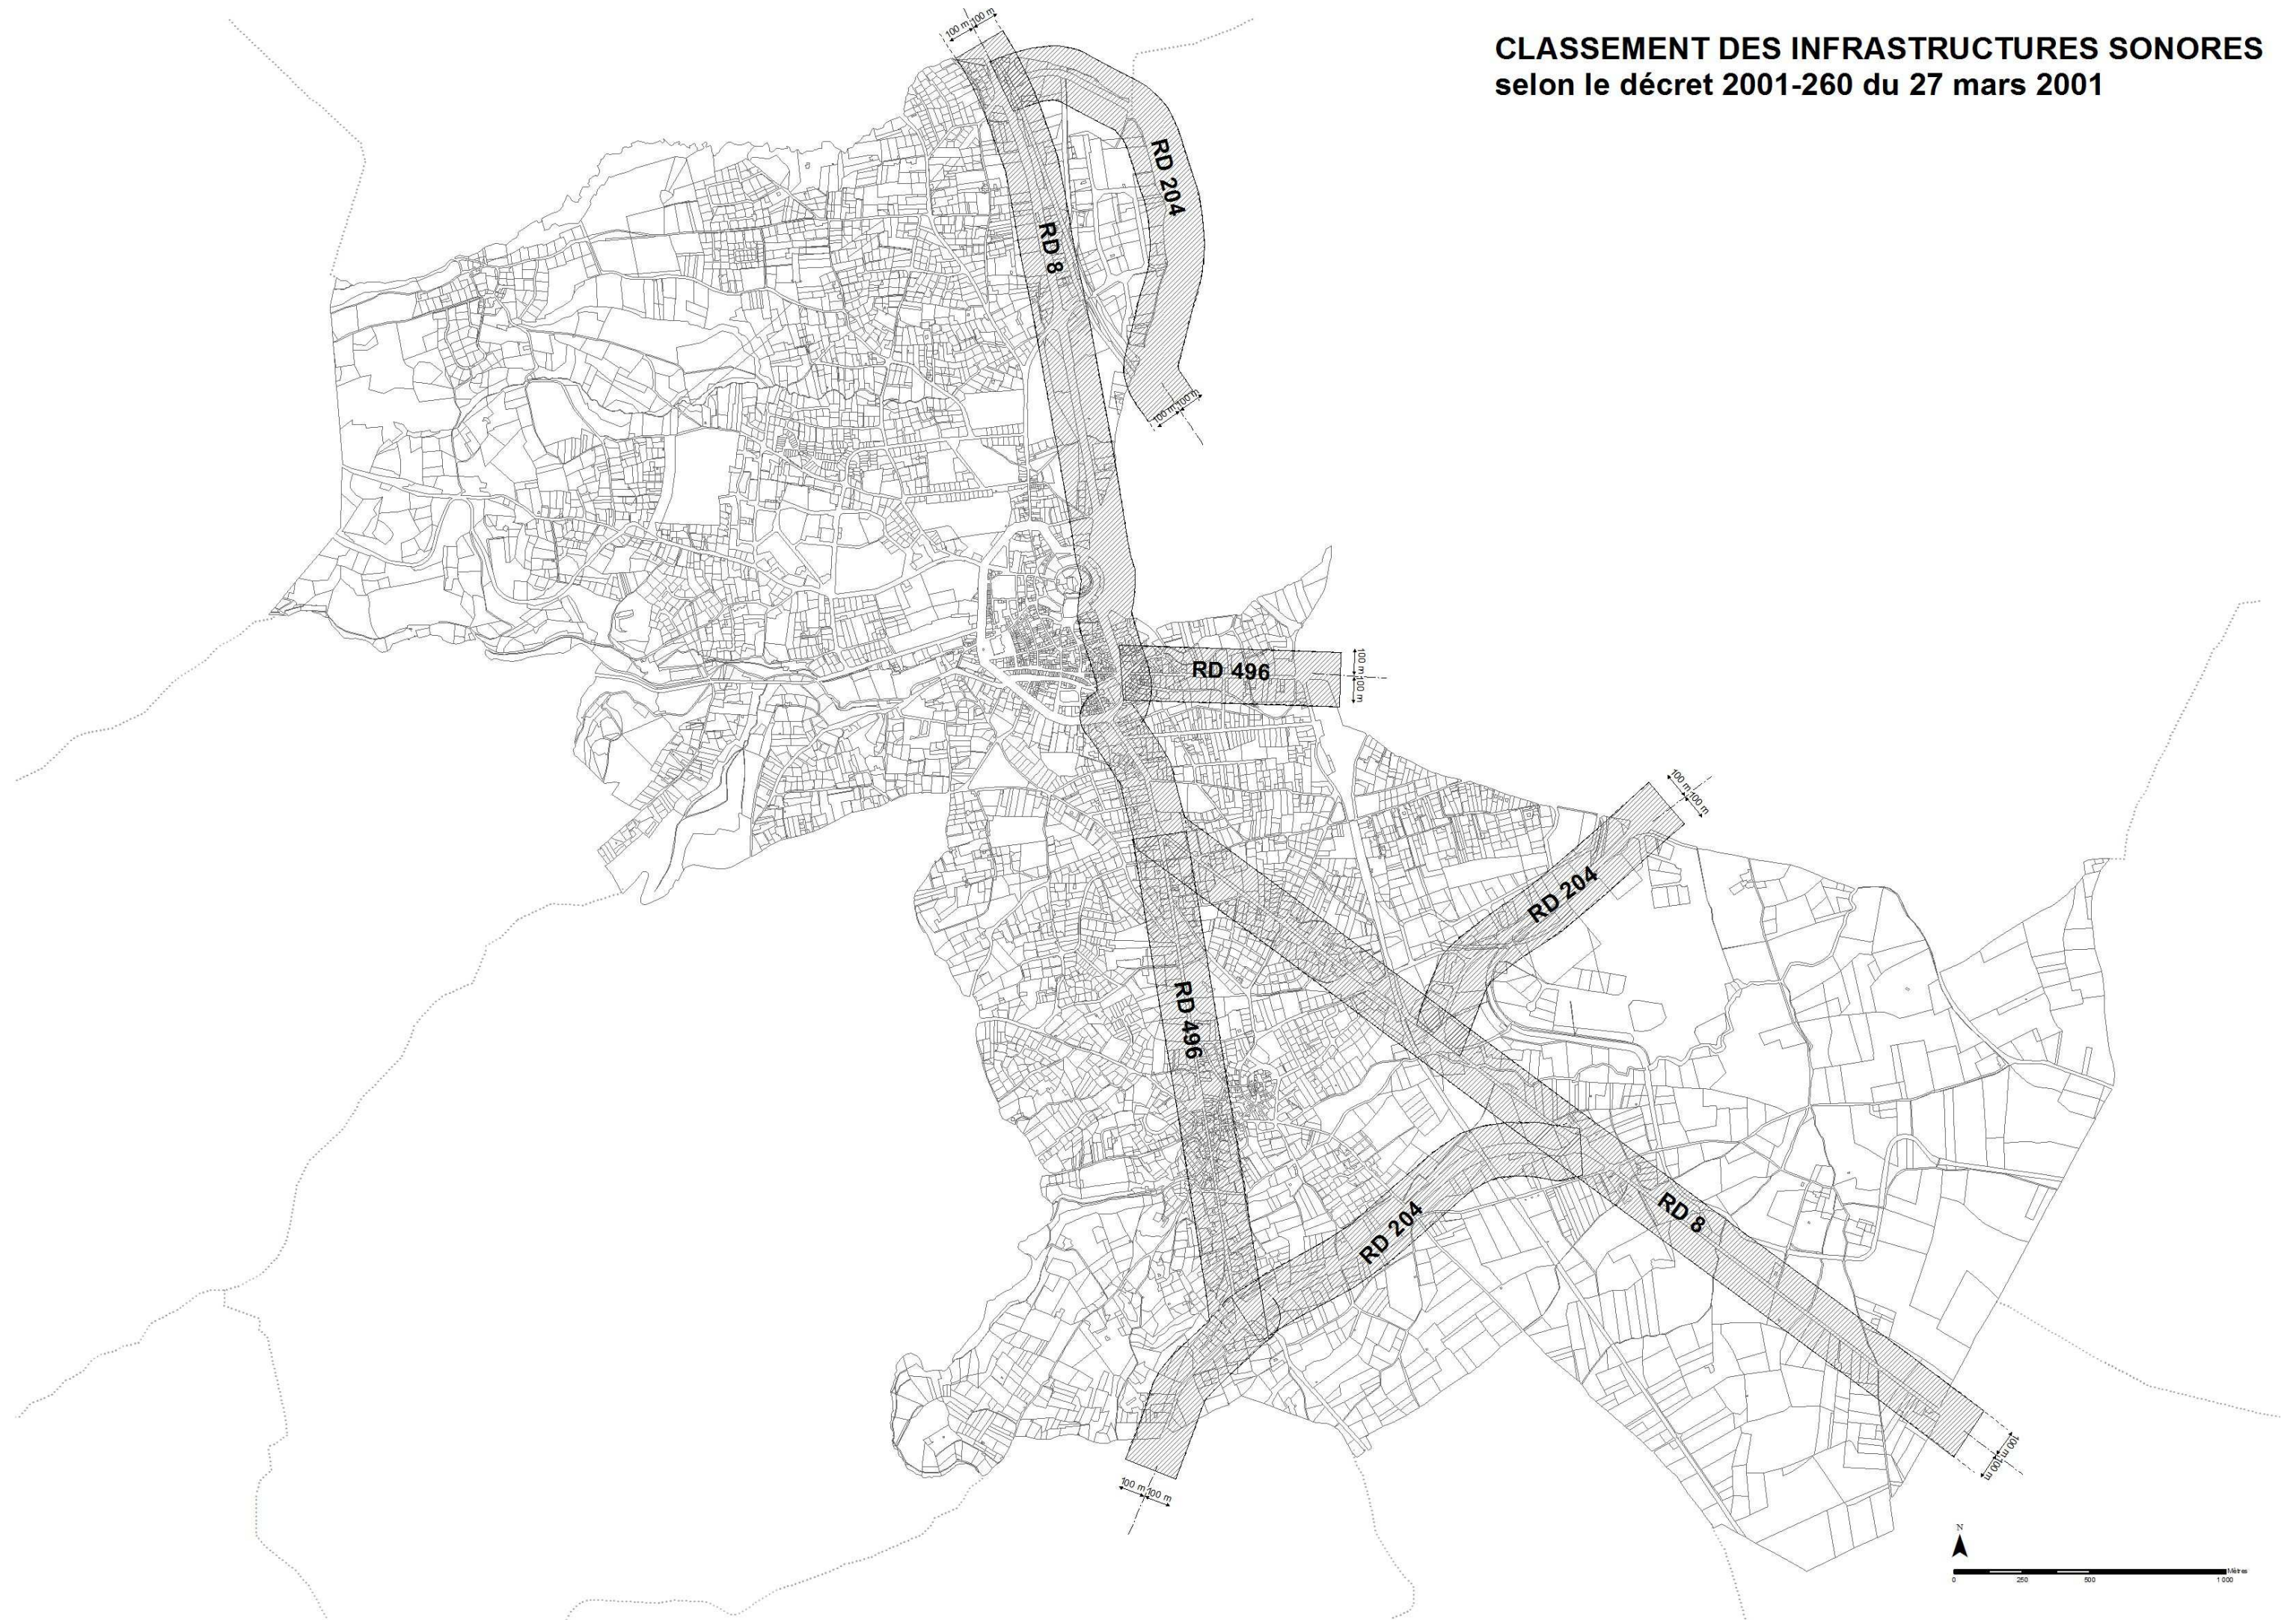 CLASSEMENT DES INFRASTRUCTURES SONORES
selon le décret 2001-260 du 27 mars 2001
100 m 100 m
RD 204
RD 8
100 m 100 m
RD 496
100 m
100 m
100 m 100 m
RD 204
RD 496
RD 8
RD 204
100 m
100 m
100 m 100 m
N
0 250 500 1 000
Mètres